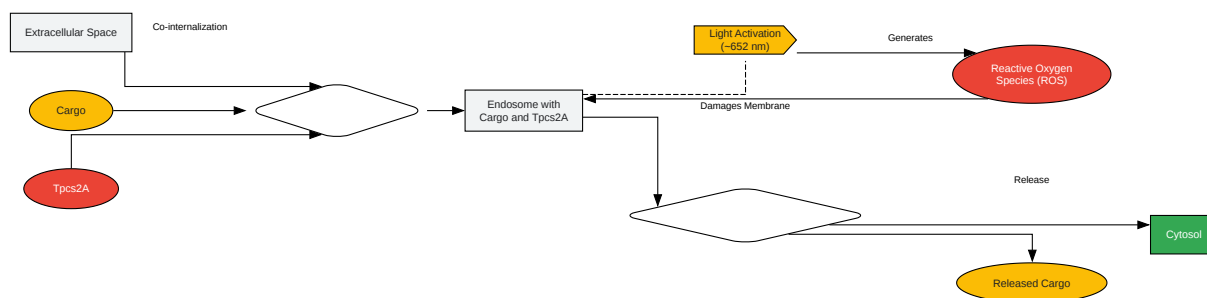 Extracellular Space
Co-internalization
Light Activation
(~652 nm)
Generates
Reactive Oxygen
Species (ROS)
Cargo
Endosome with
Cargo and Tpcs2A
Damages Membrane
Tpcs2A
Release
Cytosol
Released Cargo